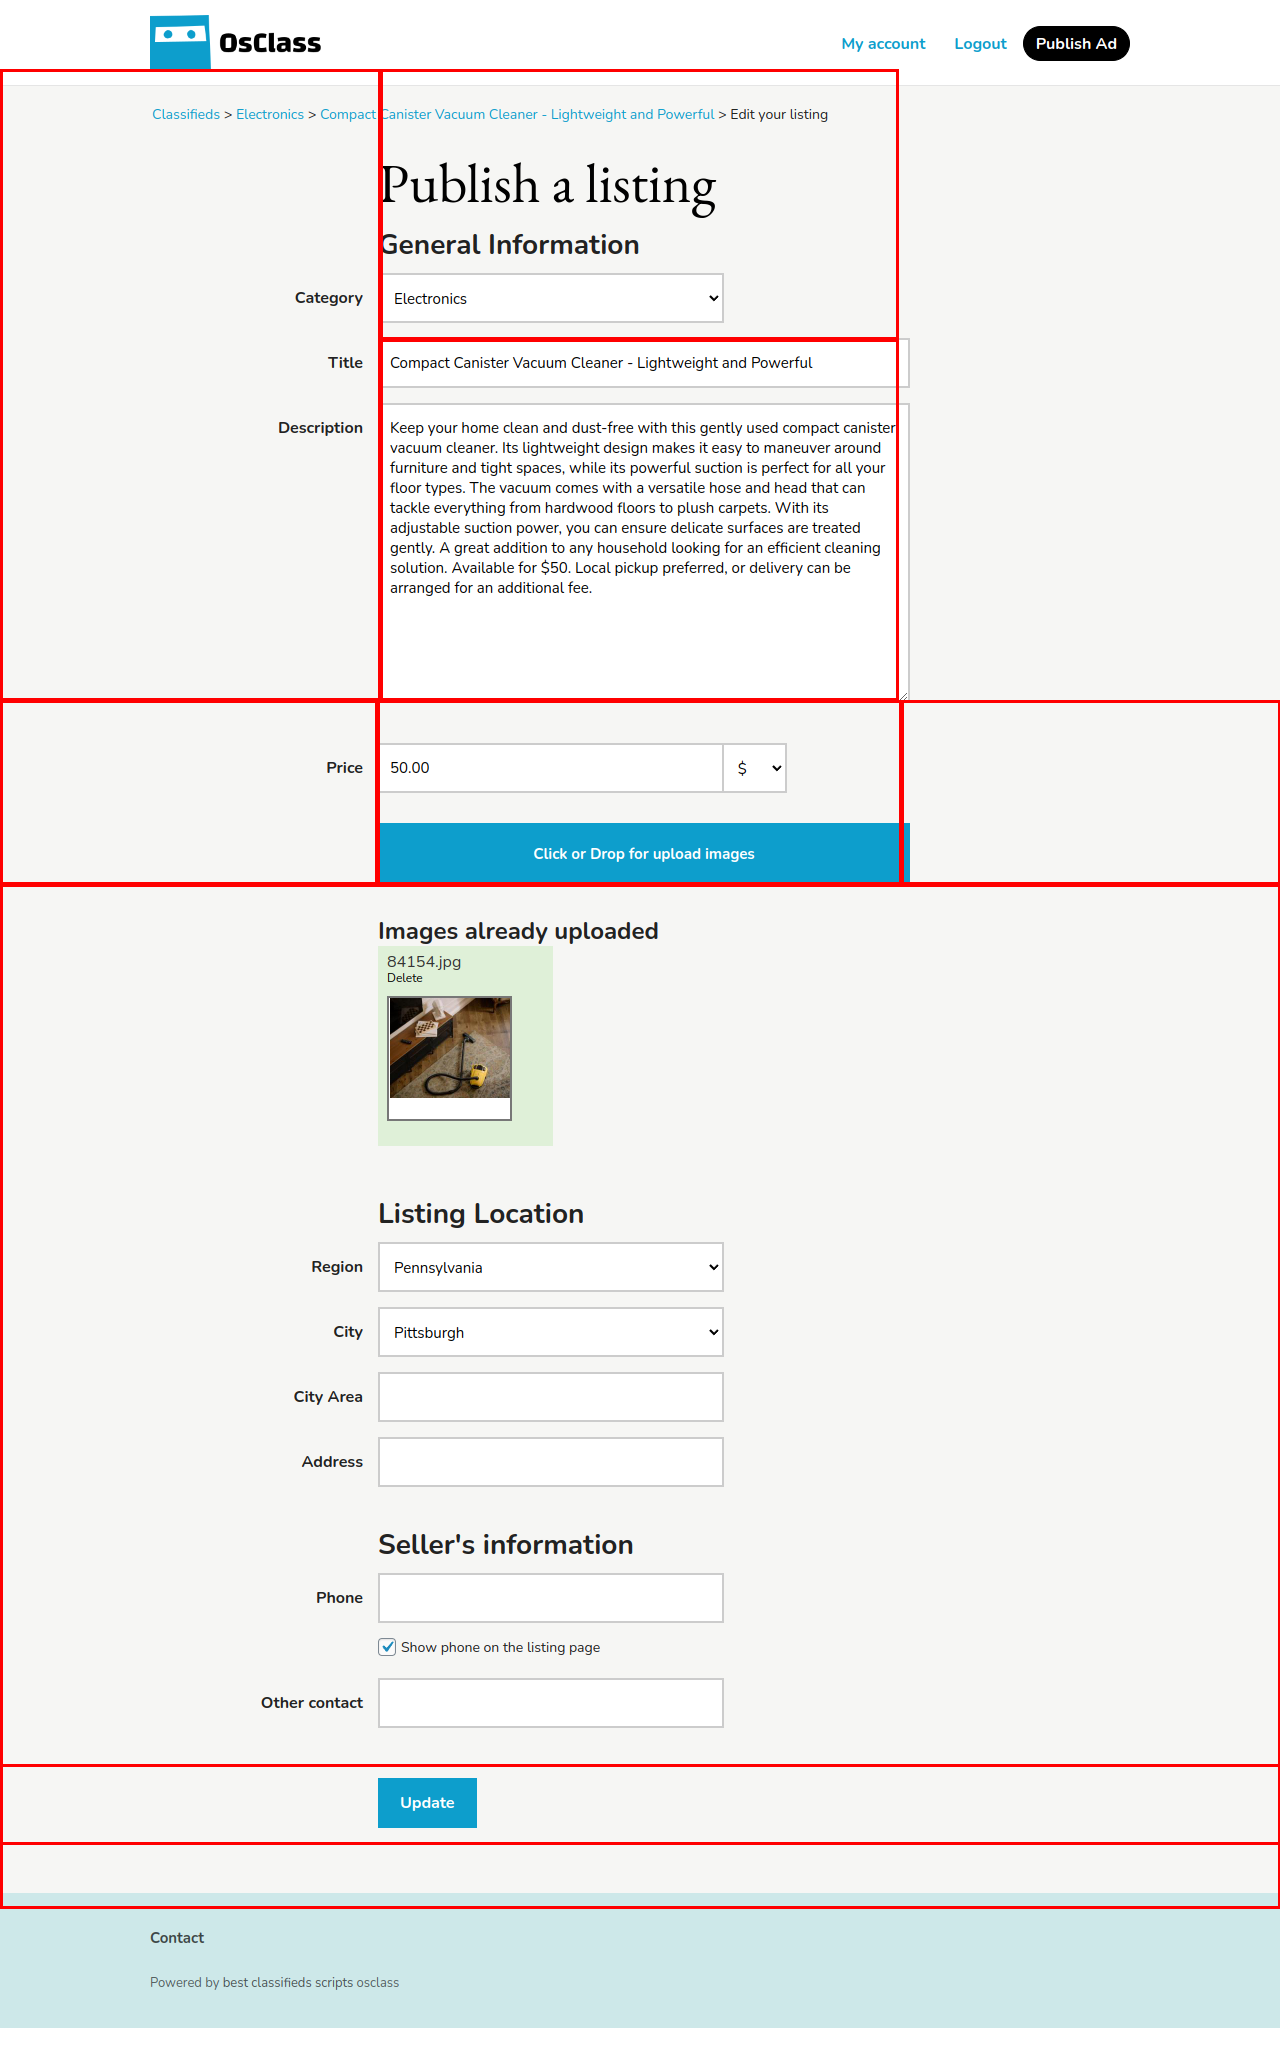 OsClass
My account
Logout
Publish Ad
Classifieds > Electronics > Compact Canister Vacuum Cleaner - Lightweight and Powerful > Edit your listing
Publish a listing
General Information
Category
Electronics
Title
Compact Canister Vacuum Cleaner - Lightweight and Powerful
Description
Keep your home clean and dust-free with this gently used compact canister
vacuum cleaner. Its lightweight design makes it easy to maneuver around
furniture and tight spaces, while its powerful suction is perfect for all your
floor types. The vacuum comes with a versatile hose and head that can
tackle everything from hardwood floors to plush carpets. With its
adjustable suction power, you can ensure delicate surfaces are treated
gently. A great addition to any household looking for an efficient cleaning
solution. Available for $50. Local pickup preferred, or delivery can be
arranged for an additional fee.
Price
50.00
$
Click or Drop for upload images
Images already uploaded
84154.jpg
Delete
Listing Location
Region
Pennsylvania
City
Pittsburgh
City Area
Address
Seller's information
Phone
Show phone on the listing page
Other contact
Update
Contact
Powered by best classifieds scripts osclass